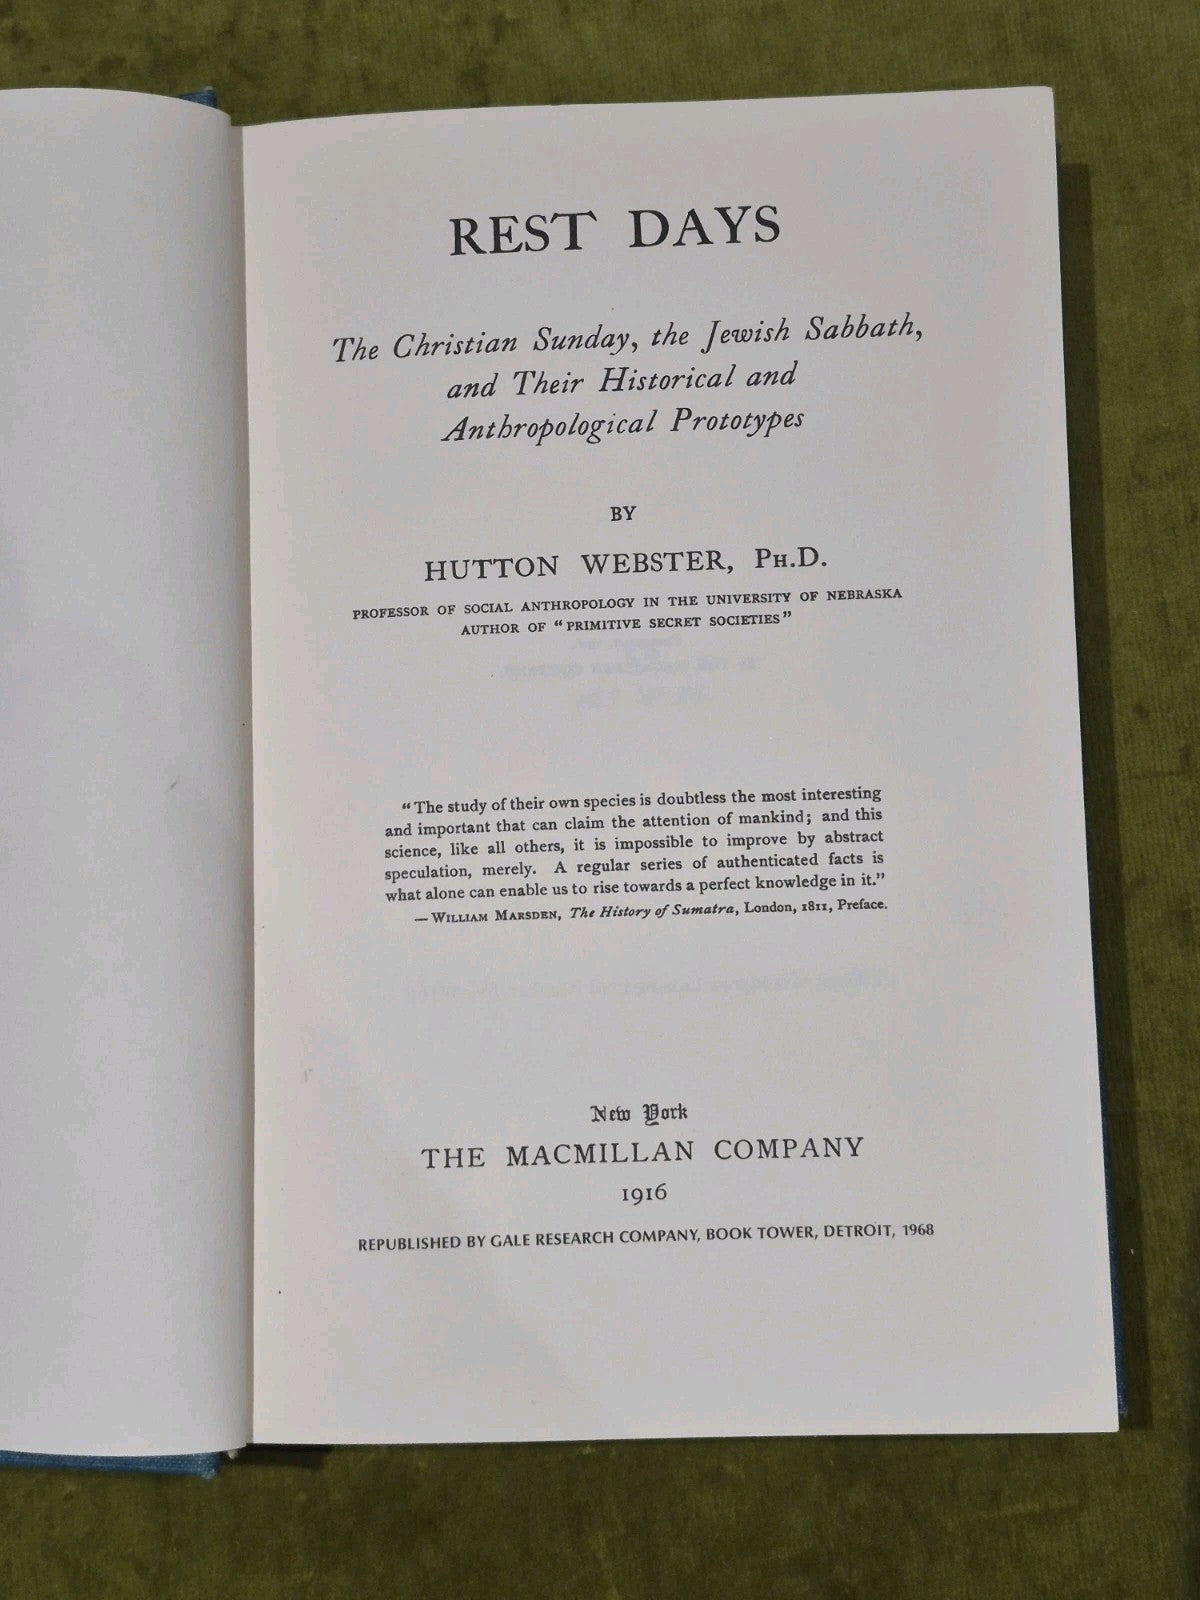 REST DAYS
The Christian Sunday, the Jewish Sabbath,
and Their Historical and
Anthropological Prototypes
BY
HUTTON WEBSTER, PH.D.
PROFESSOR OF SOCIAL ANTHROPOLOGY IN THE UNIVERSITY OF NEBRASKA
AUTHOR OF “PRIMITIVE SECRET SOCIETIES”
“The study of their own species is doubtless the most interesting
and important that can claim the attention of mankind; and this
science, like all others, it is impossible to improve by abstract
speculation, merely. A regular series of authenticated facts is
what alone can enable us to rise towards a perfect knowledge in it.”
— WILLIAM MARSDEN, The History of Sumatra, London, 1811, Preface.
New York
THE MACMILLAN COMPANY
1916
REPUBLISHED BY GALE RESEARCH COMPANY, BOOK TOWER, DETROIT, 1968